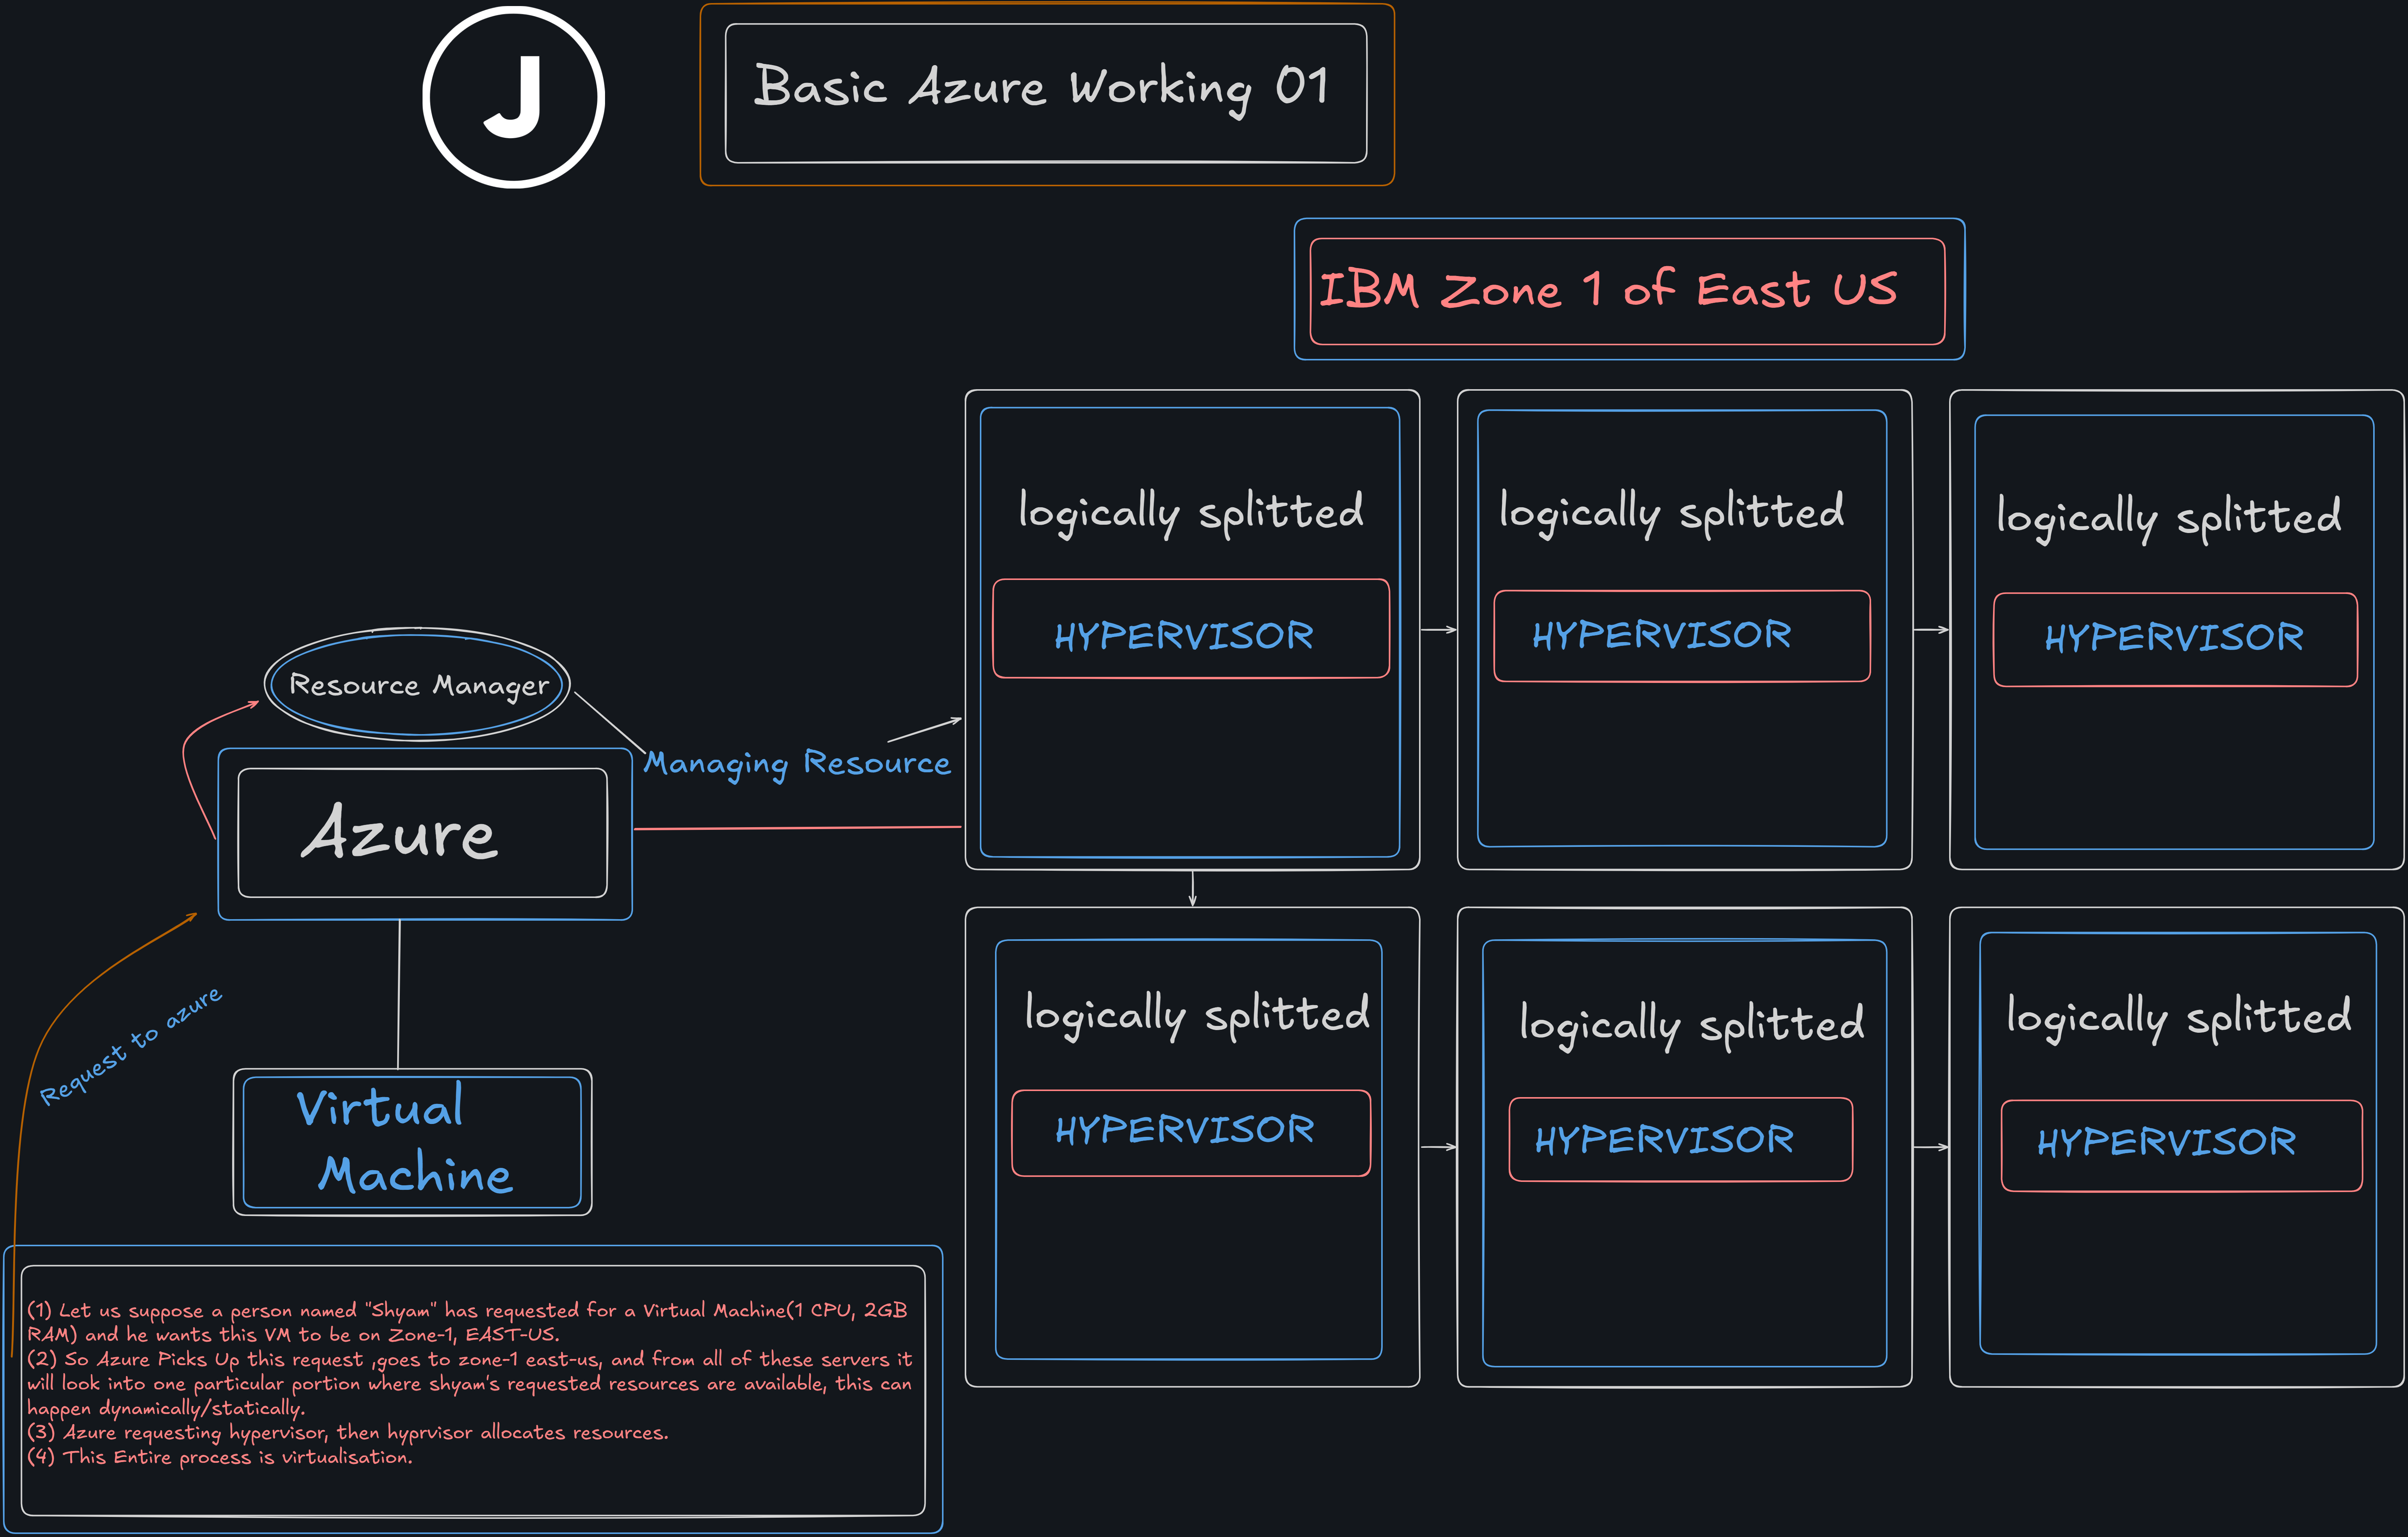 J
Basic Azure Working 01
IBM Zone 1 of East US
logically splitted
HYPERVISOR
logically splitted
HYPERVISOR
logically splitted
HYPERVISOR
Resource Manager
Managing Resource
Azure
Request to azure
Virtual
Machine
logically splitted
HYPERVISOR
logically splitted
HYPERVISOR
logically splitted
HYPERVISOR
(1) Let us suppose a person named "Shyam" has requested for a Virtual Machine(1 CPU, 2GB
RAM) and he wants this VM to be on Zone-1, EAST-US.
(2) So Azure Picks Up this request ,goes to zone-1 east-us, and from all of these servers it
will look into one particular portion where shyam's requested resources are available, this can
happen dynamically/statically.
(3) Azure requesting hypervisor, then hyprvisor allocates resources.
(4) This Entire process is virtualisation.